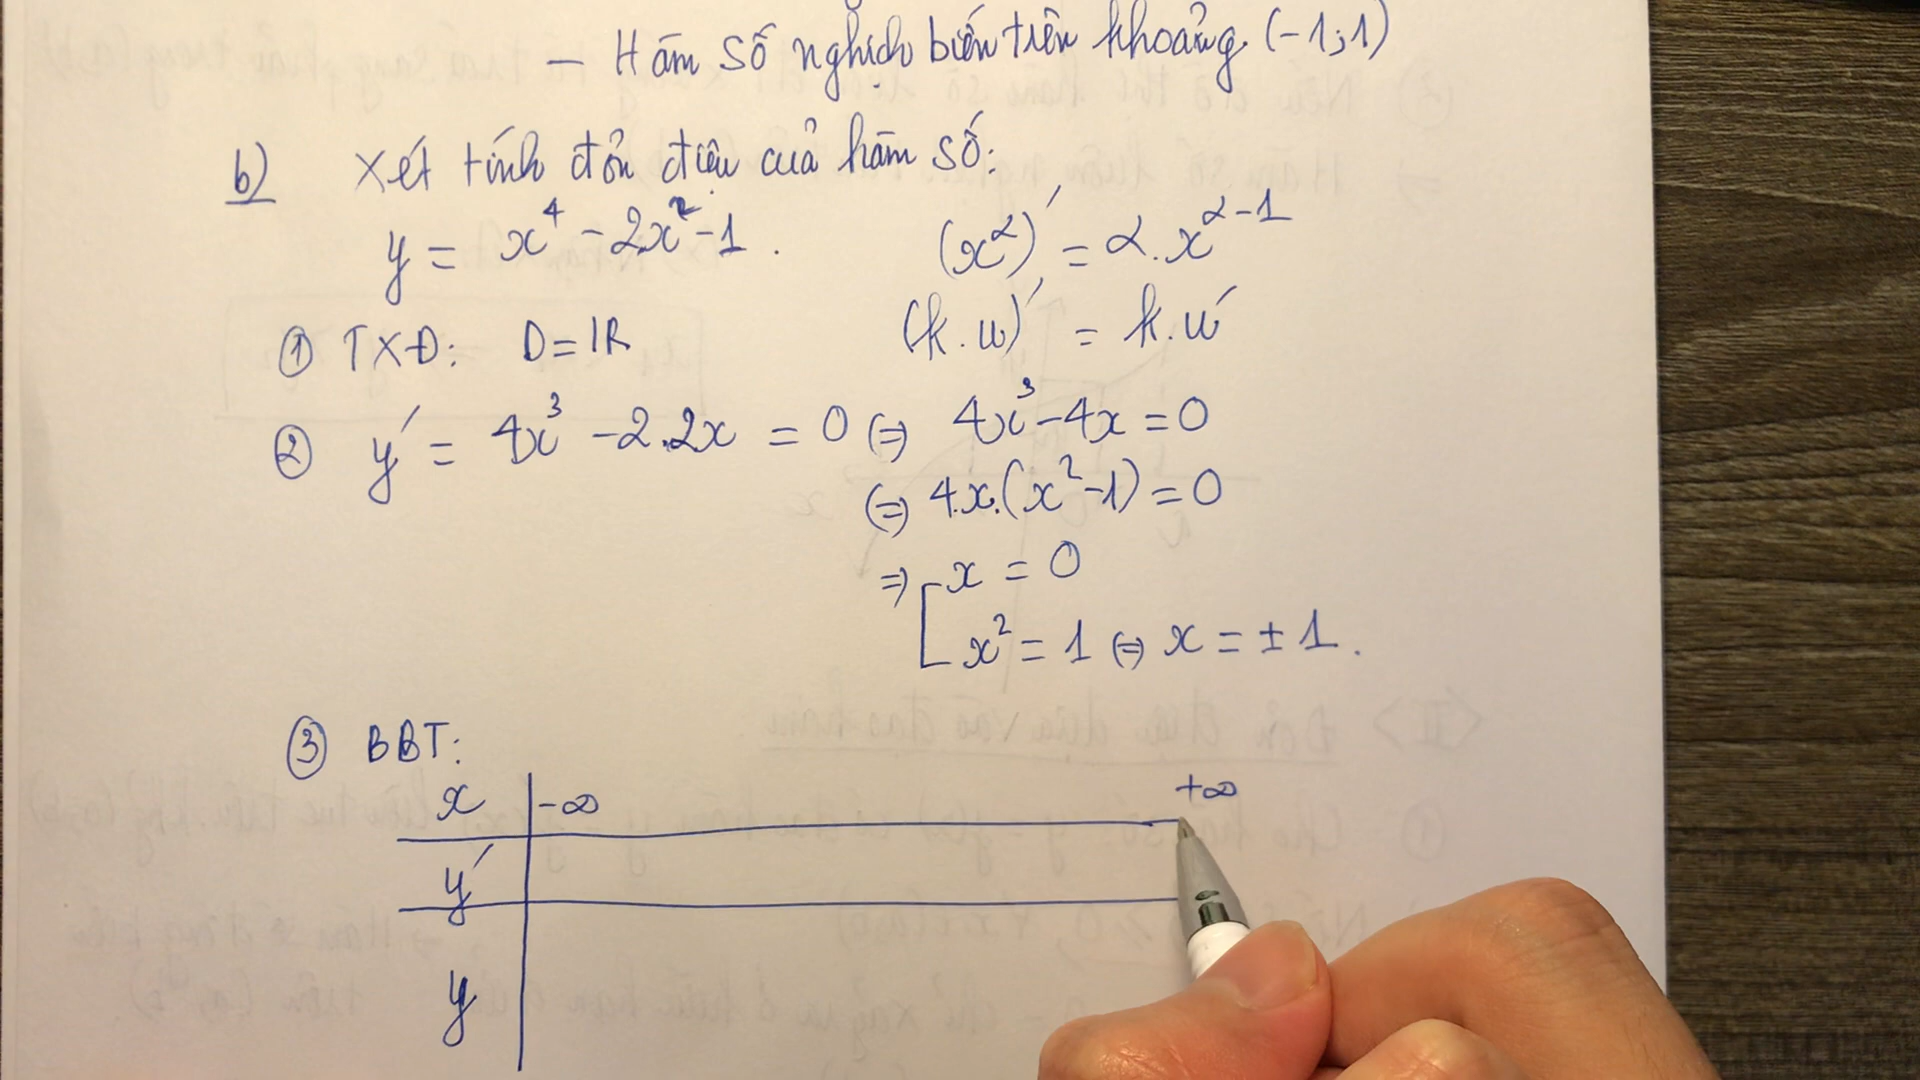 - Hàm số nghịch biến trên khoảng (-1;1)
b) Xét tính đơn điệu của hàm số:
y = x⁴ - 2x² - 1 .
(x^α)' = α.x^(α-1)
(k.u)' = k.u'
① TXĐ: D = ℝ
② y' = 4x³ - 2.2x = 0 ⇔ 4x³ - 4x = 0
⇔ 4.x.(x² - 1) = 0
⇒ [ x = 0
x² = 1 ⇔ x = ± 1 .
③ BBT:
x | -∞ +∞
y'
y